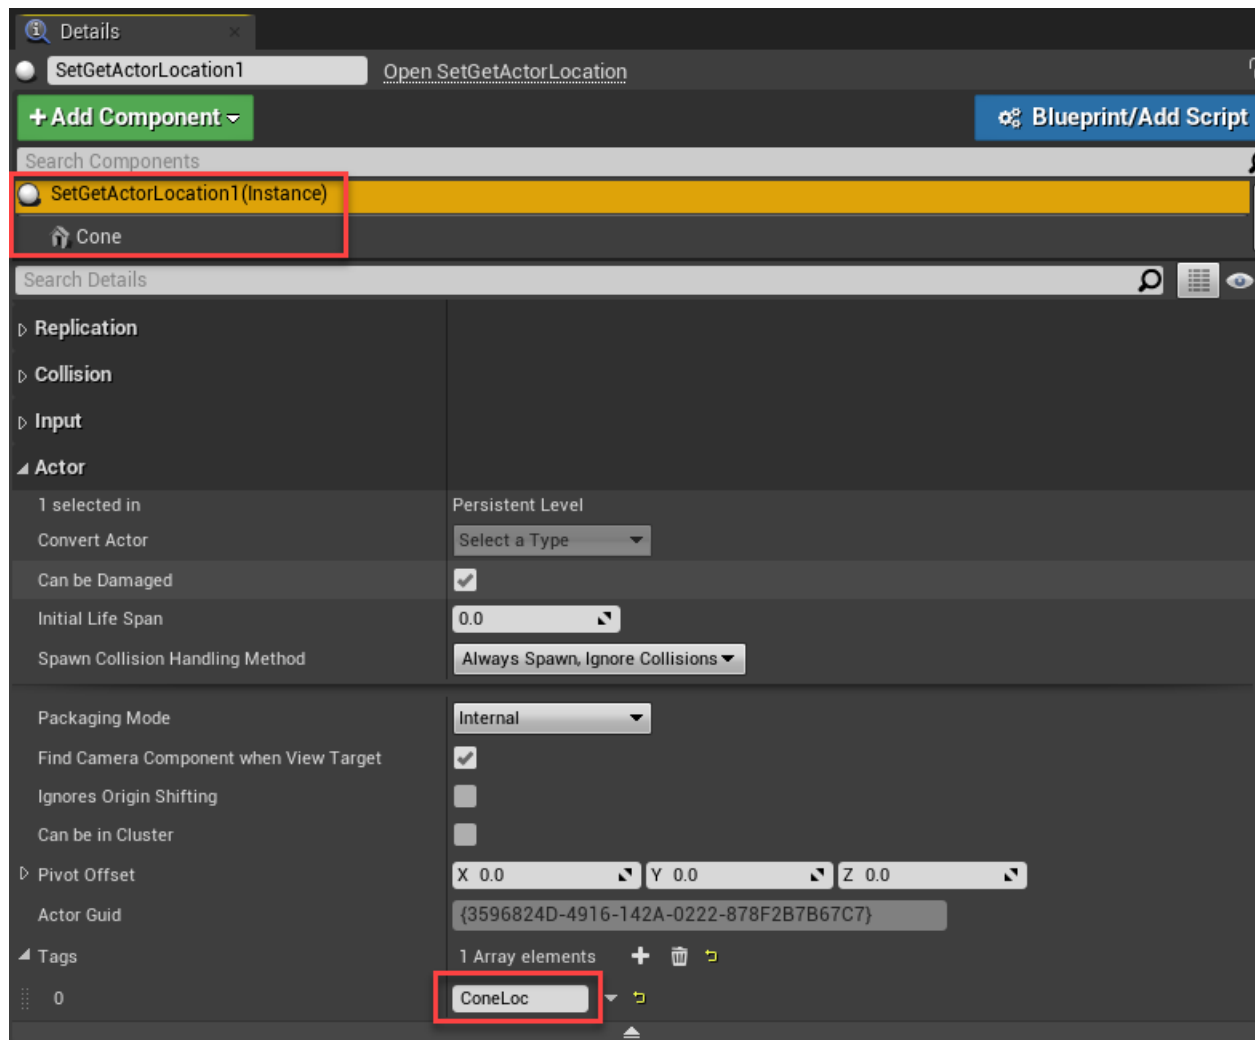 Details
SetGetActorLocation1 Open SetGetActorLocation
+Add Component Blueprint/Add Script
Search Components
SetGetActorLocation1(Instance)
Cone
Search Details
Replication
Collision
Input
Actor
1 selected in Persistent Level
Convert Actor Select a Type
Can be Damaged
Initial Life Span 0.0
Spawn Collision Handling Method Always Spawn, Ignore Collisions
Packaging Mode Internal
Find Camera Component when View Target
Ignores Origin Shifting
Can be in Cluster
Pivot Offset X 0.0 Y 0.0 Z 0.0
Actor Guid {3596824D-4916-142A-0222-878F2B7B67C7}
Tags 1 Array elements
0 ConeLoc